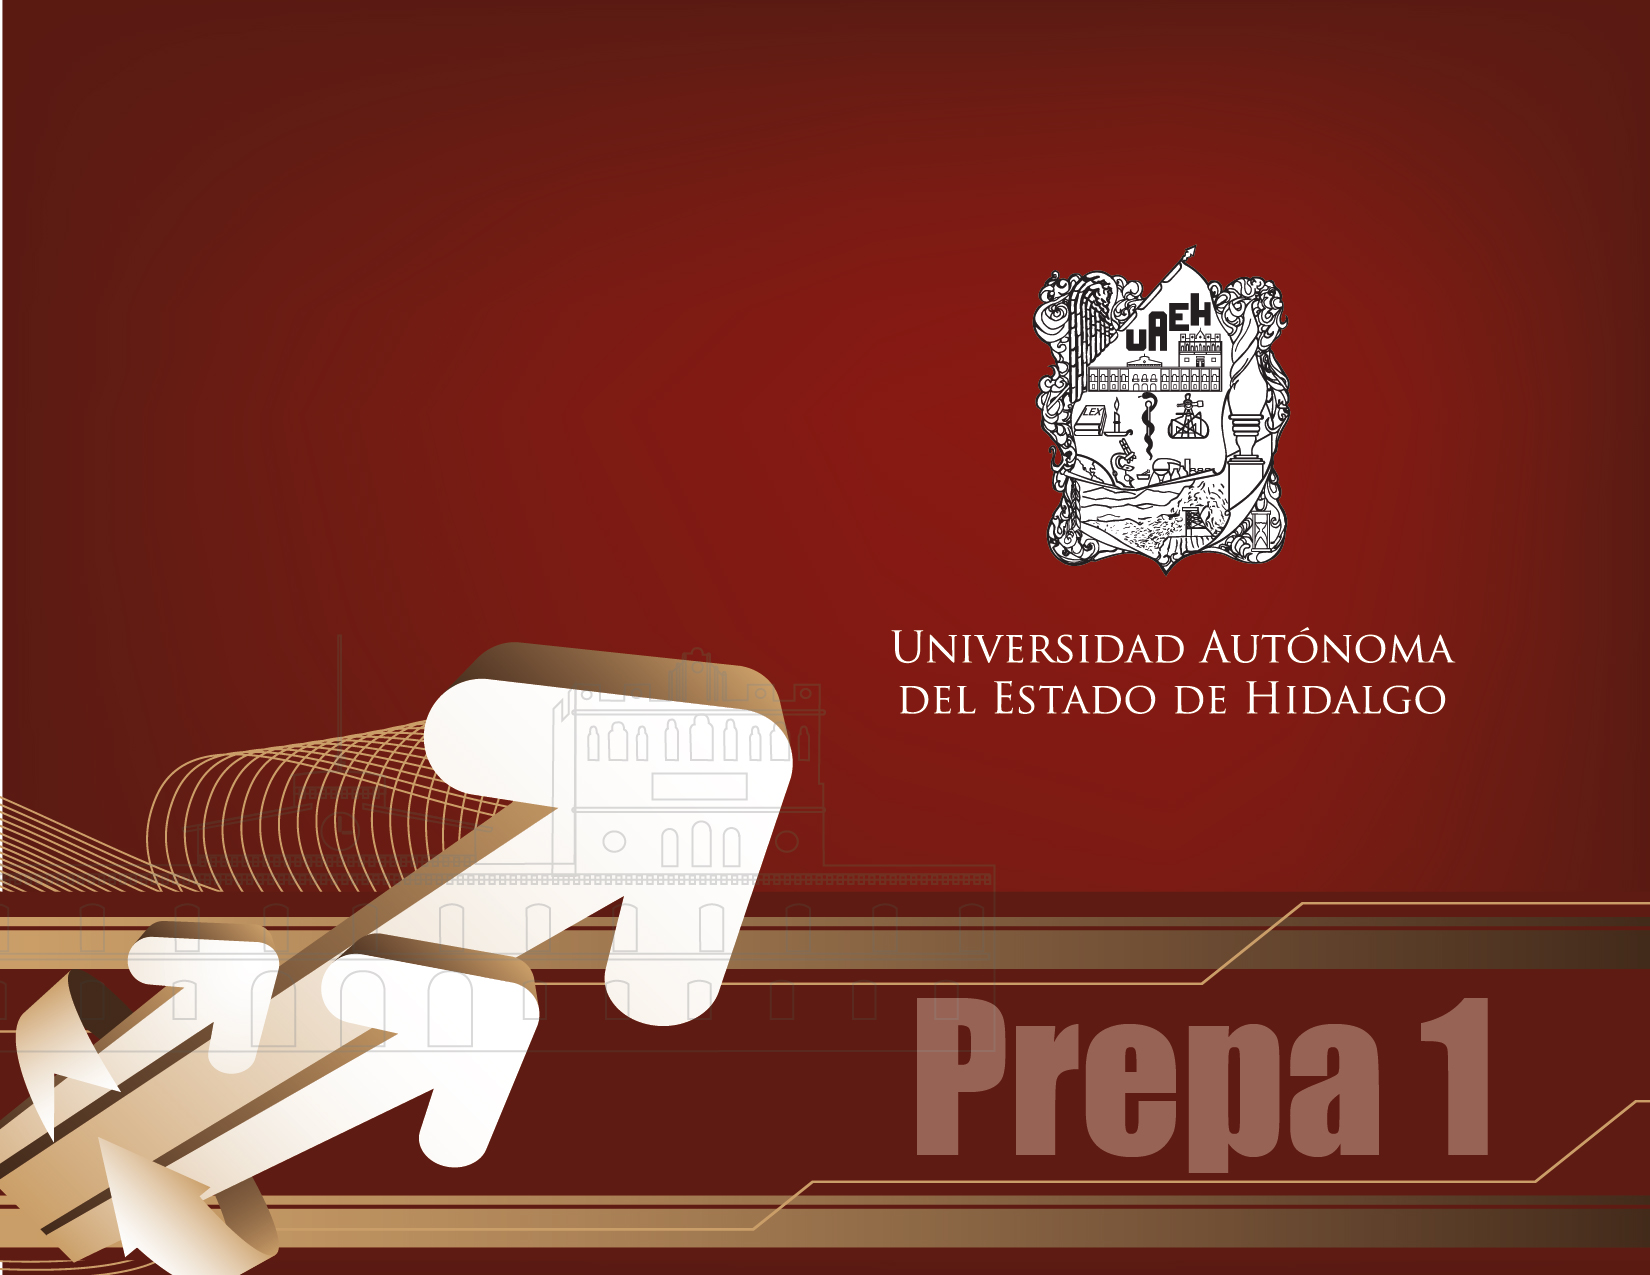 UAEH
LEX
Universidad Autónoma
del Estado de Hidalgo
Prepa 1